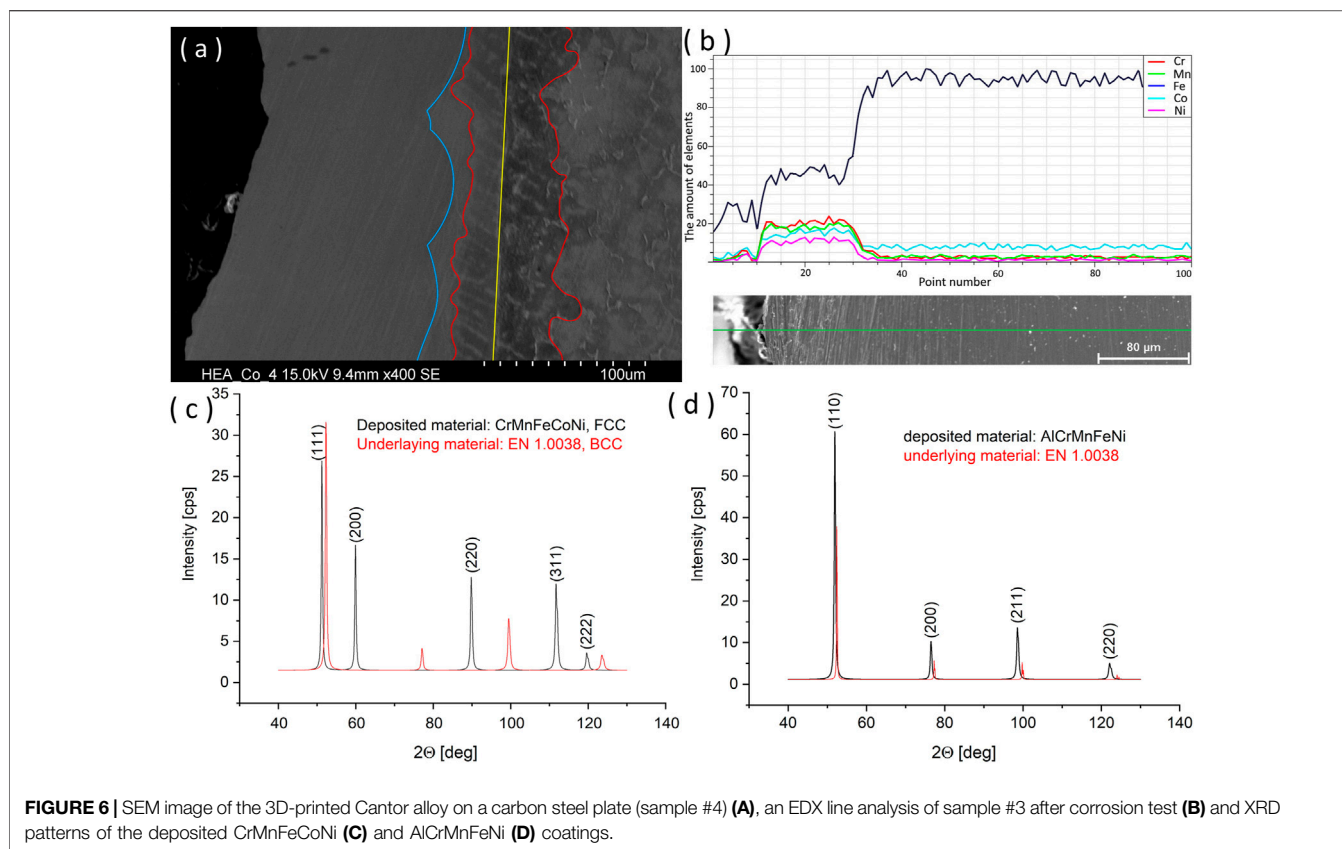 ( a )
HEA_Co_4 15.0kV 9.4mm x400 SE
100um
( b )
Cr
Mn
Fe
Co
Ni
100
80
60
40
20
The amount of elements
20
40
60
80
100
Point number
80 µm
( c )
Deposited material: CrMnFeCoNi, FCC
Underlaying material: EN 1.0038, BCC
(111)
(200)
(220)
(311)
(222)
35
30
25
20
15
10
5
0
Intensity [cps]
40
60
80
100
120
140
2Θ [deg]
( d )
deposited material: AlCrMnFeNi
underlying material: EN 1.0038
(110)
(200)
(211)
(220)
70
60
50
40
30
20
10
0
Intensity [cps]
40
60
80
100
120
140
2Θ [deg]
FIGURE 6 | SEM image of the 3D-printed Cantor alloy on a carbon steel plate (sample #4) (A), an EDX line analysis of sample #3 after corrosion test (B) and XRD
patterns of the deposited CrMnFeCoNi (C) and AlCrMnFeNi (D) coatings.